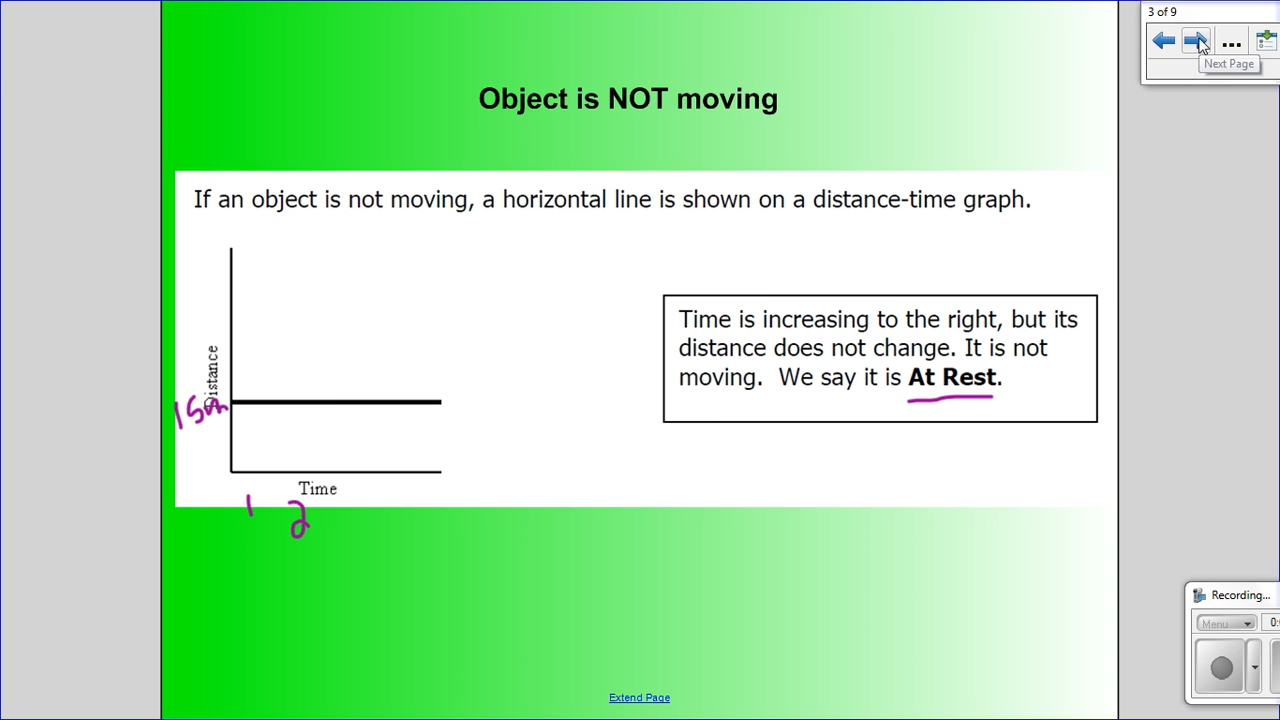 3 of 9
...
Next Page
Object is NOT moving
If an object is not moving, a horizontal line is shown on a distance-time graph.
Distance
15m
Time is increasing to the right, but its
distance does not change. It is not
moving. We say it is At Rest.
Time
1 2
Recording...
Menu
Extend Page